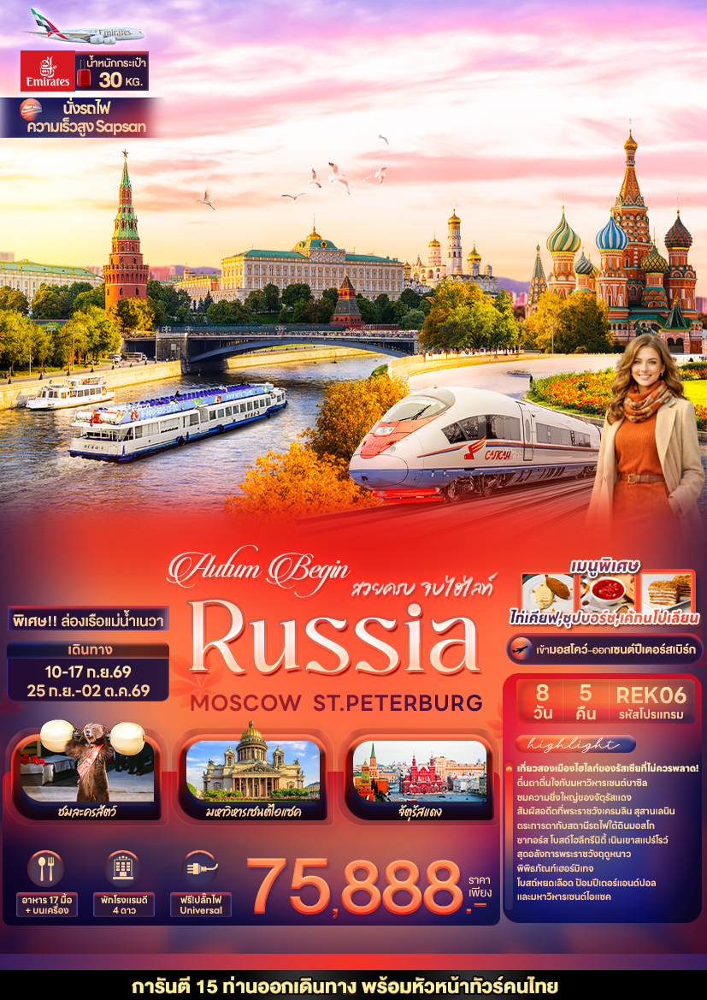 Emirates
Emirates
น้ำหนักกระเป๋า
30 KG.
นั่งรถไฟ
ความเร็วสูง Sapsan
САПСАН
Autum Begin
สวยครบ จบไฮไลท์
Russia
MOSCOW ST.PETERBURG
พิเศษ!! ล่องเรือแม่น้ำเนวา
เดินทาง
10-17 ก.ย.69
25 ก.ย.-02 ต.ค.69
เมนูพิเศษ
ไก่เคียฟ,ซุปบอร์ช,เค้กนโปเลียน
เข้ามอสโคว์-ออกเซนต์ปีเตอร์สเบิร์ก
8 วัน
5 คืน
REK06
รหัสโปรแกรม
highlight
เที่ยวสองเมืองไฮไลท์ของรัสเซียที่ไม่ควรพลาด!
ตื่นตาตื่นใจกับมหาวิหารเซนต์บาซิล
ชมความยิ่งใหญ่ของจัตุรัสแดง
สัมผัสอดีตที่พระราชวังเครมลิน สุสานเลนิน
ตระการตากับสถานีรถไฟใต้ดินมอสโก
ซากอร์ส โบสถ์โฮลีทรินิตี้ เนินเขาสแปร์โรว์
สุดอลังการพระราชวังฤดูหนาว
พิพิธภัณฑ์เฮอร์มิเทจ
โบสถ์หยดเลือด ป้อมปีเตอร์แอนด์ปอล
และมหาวิหารเซนต์ไอแซค
ชมละครสัตว์
มหาวิหารเซนต์ไอแซค
จัตุรัสแดง
อาหาร 17 มื้อ
+ บนเครื่อง
พักโรงแรมดี
4 ดาว
ฟรี!ปลั๊กไฟ
Universal
75,888.-
ราคา
เพียง
การันตี 15 ท่านออกเดินทาง พร้อมหัวหน้าทัวร์คนไทย